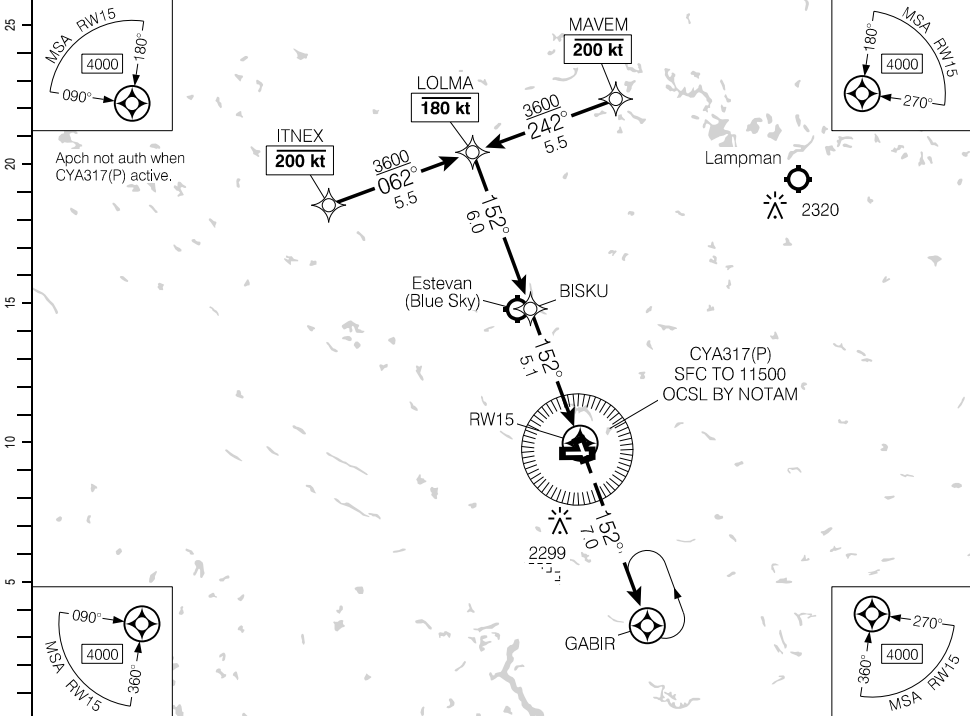 25
20
15
10
5
MSA RW15
4000
180°
090°
MSA RW15
4000
180°
270°
Apch not auth when
CYA317(P) active.
MAVEM
200 kt
LOLMA
180 kt
ITNEX
200 kt
3600
242°
5.5
3600
062°
5.5
Lampman
2320
152°
6.0
Estevan
(Blue Sky)
BISKU
152°
5.1
CYA317(P)
SFC TO 11500
OCSL BY NOTAM
RW15
2299
152°
7.0
GABIR
090°
4000
360°
MSA RW15
270°
4000
360°
MSA RW15